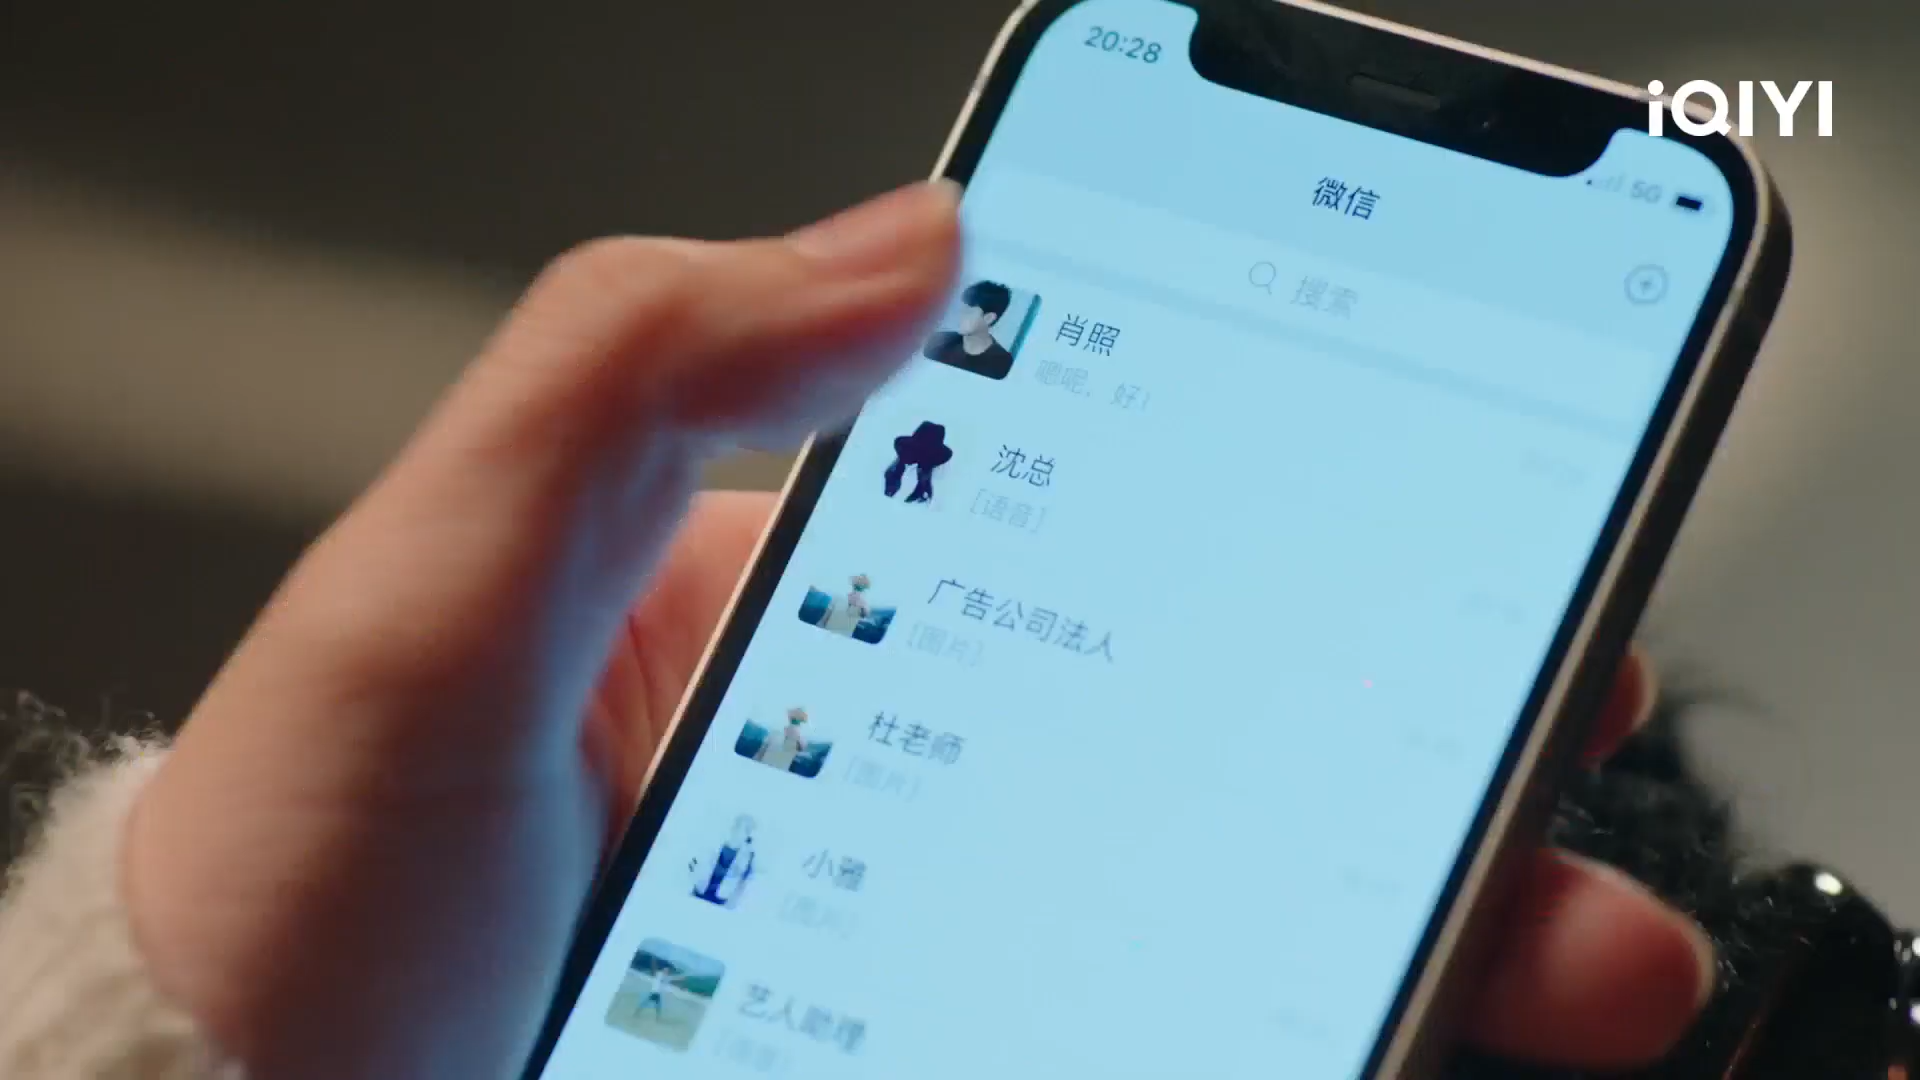 20:28
iQIYI
5G
微信
搜索
肖照
嗯呢，好！
沈总
[语音]
广告公司法人
[图片]
杜老师
[图片]
小雅
[图片]
艺人助理